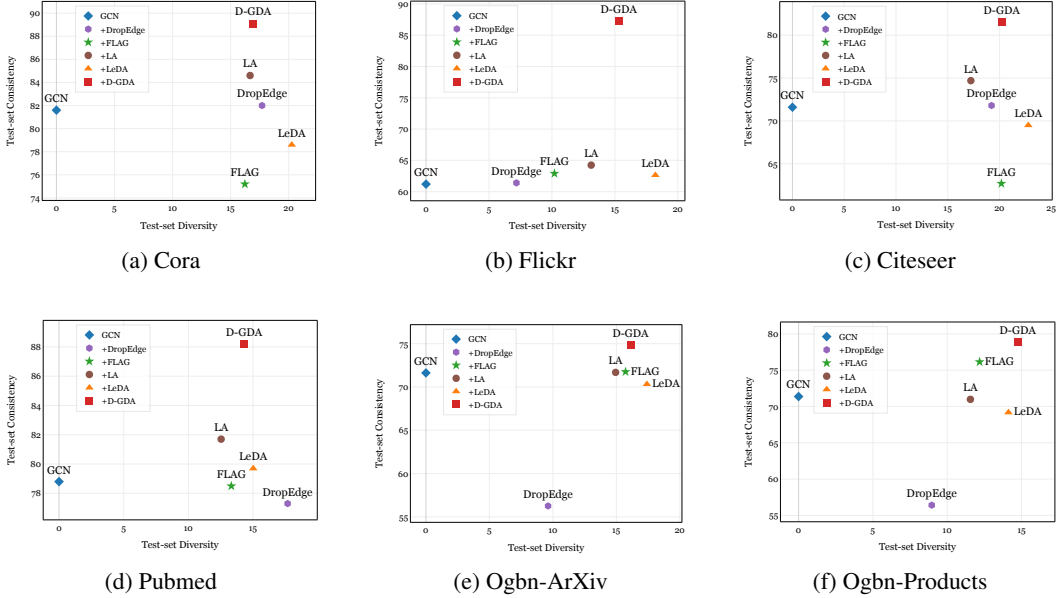 GCN
+DropEdge
+FLAG
+LA
+LeDA
+D-GDA
D-GDA
LA
GCN
DropEdge
LeDA
FLAG
90
88
86
84
82
80
78
76
74
0
5
10
15
20
Test-set Consistency
Test-set Diversity
(a) Cora
GCN
+DropEdge
+FLAG
+LA
+LeDA
+D-GDA
D-GDA
LA
FLAG
DropEdge
LeDA
GCN
90
85
80
75
70
65
60
0
5
10
15
20
Test-set Consistency
Test-set Diversity
(b) Flickr
GCN
+DropEdge
+FLAG
+LA
+LeDA
+D-GDA
D-GDA
LA
GCN
DropEdge
LeDA
FLAG
80
75
70
65
0
5
10
15
20
25
Test-set Consistency
Test-set Diversity
(c) Citeseer
GCN
+DropEdge
+FLAG
+LA
+LeDA
+D-GDA
D-GDA
LA
LeDA
GCN
FLAG
DropEdge
88
86
84
82
80
78
0
5
10
15
Test-set Consistency
Test-set Diversity
(d) Pubmed
GCN
+DropEdge
+FLAG
+LA
+LeDA
+D-GDA
D-GDA
GCN
LA
FLAG
LeDA
DropEdge
75
70
65
60
55
0
5
10
15
20
Test-set Consistency
Test-set Diversity
(e) Ogbn-ArXiv
GCN
+DropEdge
+FLAG
+LA
+LeDA
+D-GDA
D-GDA
FLAG
GCN
LA
LeDA
DropEdge
80
75
70
65
60
55
0
5
10
15
Test-set Consistency
Test-set Diversity
(f) Ogbn-Products